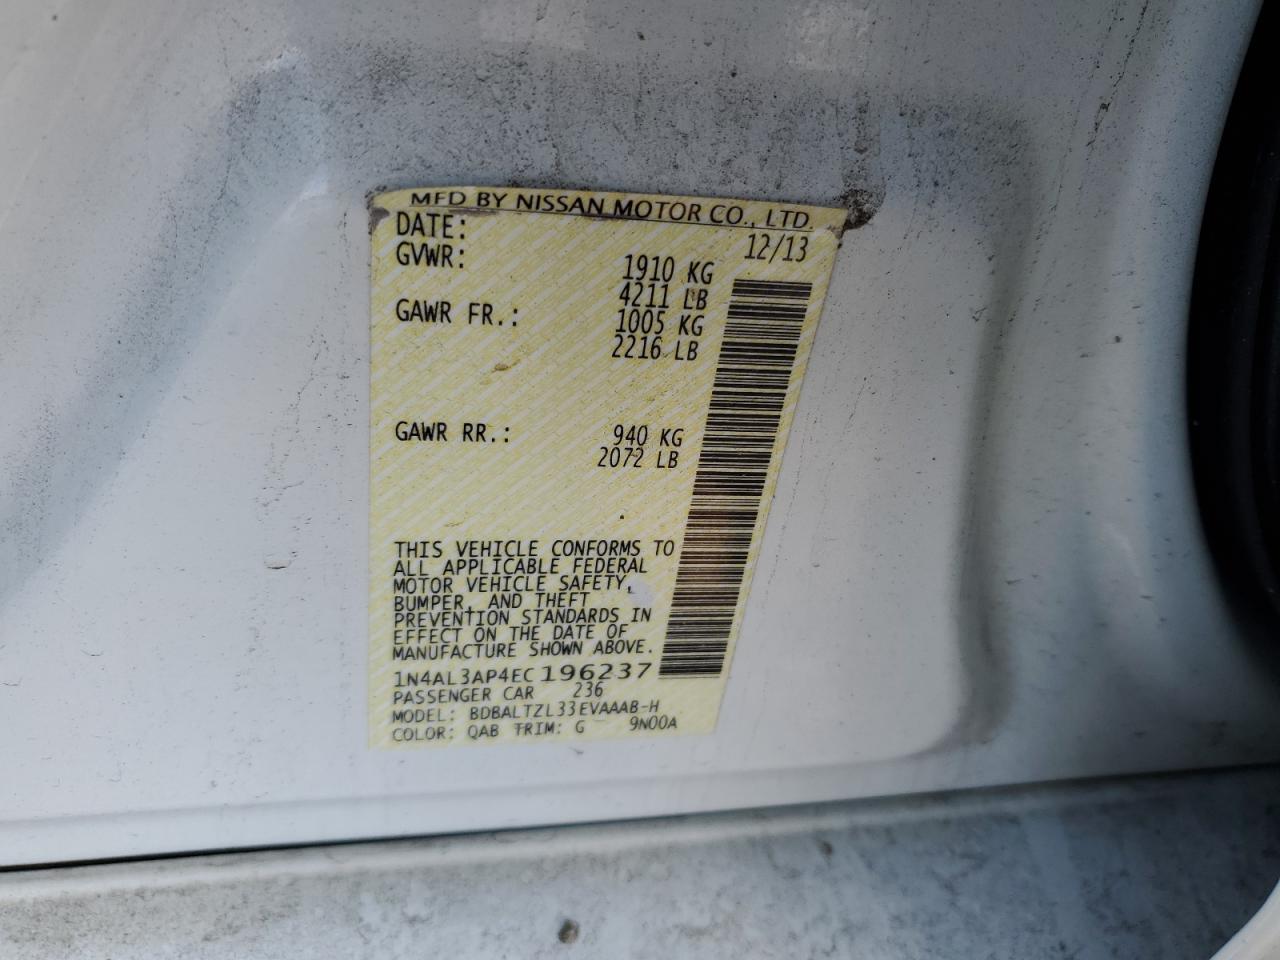 MFD BY NISSAN MOTOR CO., LTD.
DATE: 12/13
GVWR: 1910 KG
4211 LB
GAWR FR.: 1005 KG
2216 LB
GAWR RR.: 940 KG
2072 LB
THIS VEHICLE CONFORMS TO
ALL APPLICABLE FEDERAL
MOTOR VEHICLE SAFETY,
BUMPER, AND THEFT
PREVENTION STANDARDS IN
EFFECT ON THE DATE OF
MANUFACTURE SHOWN ABOVE.
1N4AL3AP4EC196237
PASSENGER CAR 236
MODEL: BDBALTZL33EVAAAB-H
COLOR: QAB TRIM: G 9N00A